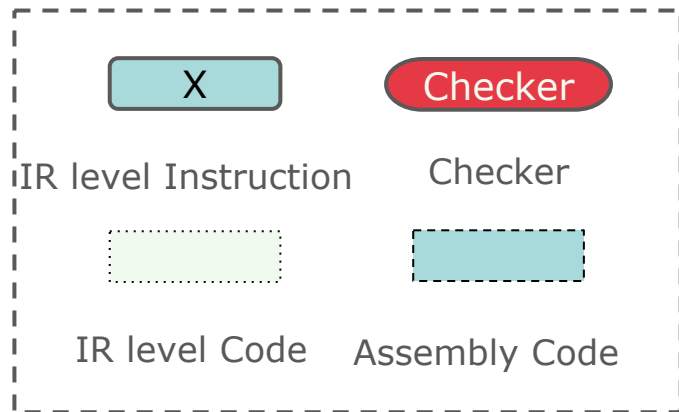 X
Checker
IR level Instruction
Checker
IR level Code
Assembly Code